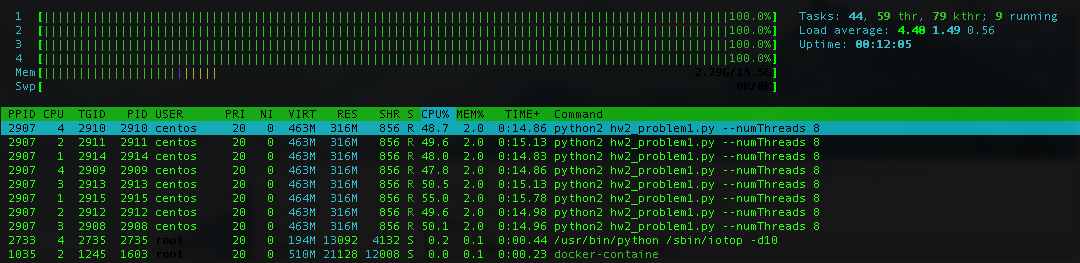 1 [100.0%] Tasks: 44, 59 thr, 79 kthr; 9 running
2 [100.0%] Load average: 4.40 1.49 0.56
3 [100.0%] Uptime: 00:12:05
4 [100.0%]
Mem[2.79G/15.5G]
Swp[0K/0K]
PPID CPU TGID PID USER PRI NI VIRT RES SHR S CPU% MEM% TIME+ Command
2907 4 2910 2910 centos 20 0 463M 316M 856 R 48.7 2.0 0:14.86 python2 hw2_problem1.py --numThreads 8
2907 2 2911 2911 centos 20 0 463M 316M 856 R 49.6 2.0 0:15.13 python2 hw2_problem1.py --numThreads 8
2907 1 2914 2914 centos 20 0 463M 316M 856 R 48.0 2.0 0:14.83 python2 hw2_problem1.py --numThreads 8
2907 4 2909 2909 centos 20 0 463M 316M 856 R 47.8 2.0 0:14.86 python2 hw2_problem1.py --numThreads 8
2907 3 2913 2913 centos 20 0 463M 316M 856 R 50.5 2.0 0:15.13 python2 hw2_problem1.py --numThreads 8
2907 1 2915 2915 centos 20 0 464M 316M 856 R 55.0 2.0 0:15.78 python2 hw2_problem1.py --numThreads 8
2907 2 2912 2912 centos 20 0 463M 316M 856 R 49.6 2.0 0:14.98 python2 hw2_problem1.py --numThreads 8
2907 3 2908 2908 centos 20 0 463M 316M 856 R 50.1 2.0 0:14.96 python2 hw2_problem1.py --numThreads 8
2733 4 2735 2735 root 20 0 194M 13092 4132 S 0.2 0.1 0:00.44 /usr/bin/python /sbin/iotop -d10
1035 2 1245 1603 root 20 0 510M 21128 12008 S 0.0 0.1 0:00.23 docker-containe